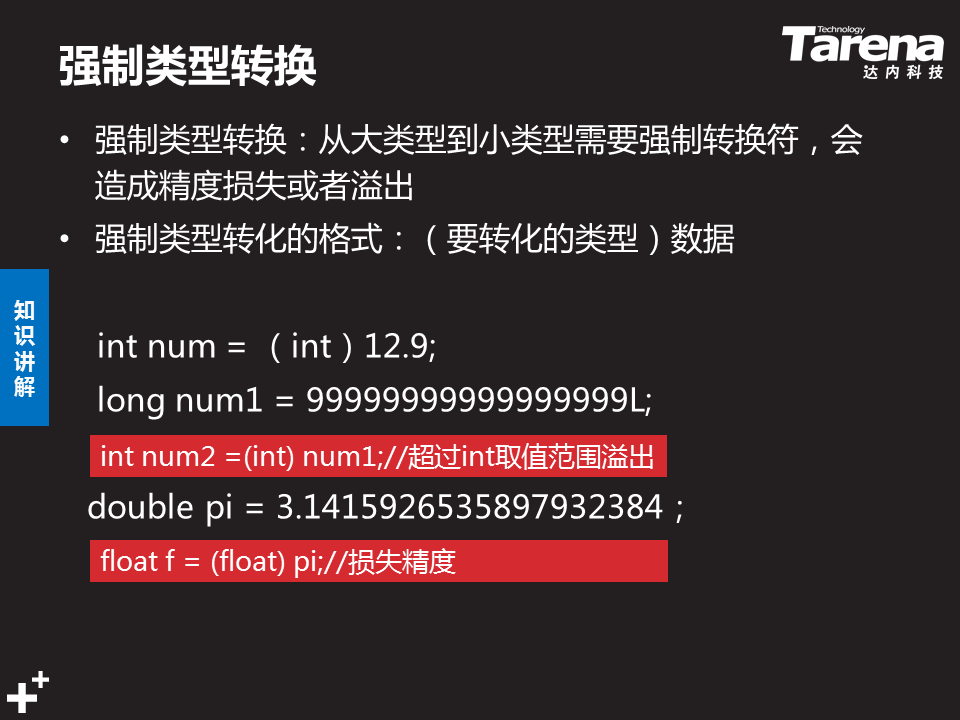 强制类型转换
Technology
Tarena
达内科技
• 强制类型转换：从大类型到小类型需要强制转换符，会
造成精度损失或者溢出
• 强制类型转化的格式：（要转化的类型）数据
知识讲解
int num = （int）12.9;
long num1 = 99999999999999999L;
int num2 =(int) num1;//超过int取值范围溢出
double pi = 3.1415926535897932384；
float f = (float) pi;//损失精度